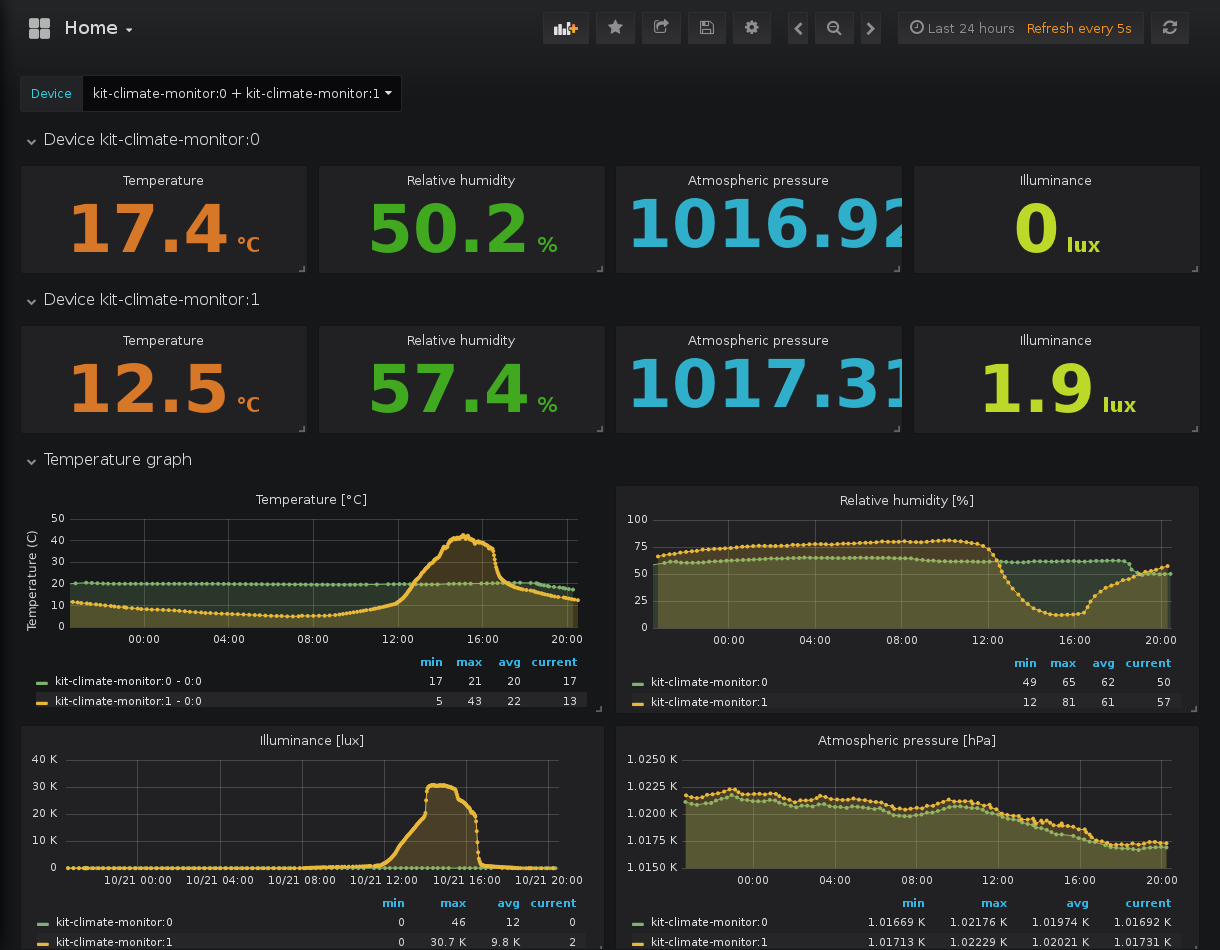 Home
Last 24 hours Refresh every 5s
Device kit-climate-monitor:0 + kit-climate-monitor:1
Device kit-climate-monitor:0
Temperature Relative humidity Atmospheric pressure Illuminance
17.4 °C 50.2 % 1016.92 0 lux
Device kit-climate-monitor:1
Temperature Relative humidity Atmospheric pressure Illuminance
12.5 °C 57.4 % 1017.31 1.9 lux
Temperature graph
Temperature [°C]
Temperature (C)
50
40
30
20
10
0
00:00 04:00 08:00 12:00 16:00 20:00
min max avg current
kit-climate-monitor:0 - 0:0 17 21 20 17
kit-climate-monitor:1 - 0:0 5 43 22 13
Relative humidity [%]
100
75
50
25
0
00:00 04:00 08:00 12:00 16:00 20:00
min max avg current
kit-climate-monitor:0 49 65 62 50
kit-climate-monitor:1 12 81 61 57
Illuminance [lux]
40 K
30 K
20 K
10 K
0
10/21 00:00 10/21 04:00 10/21 08:00 10/21 12:00 10/21 16:00 10/21 20:00
min max avg current
kit-climate-monitor:0 0 46 12 0
kit-climate-monitor:1 0 30.7 K 9.8 K 2
Atmospheric pressure [hPa]
1.0250 K
1.0225 K
1.0200 K
1.0175 K
1.0150 K
00:00 04:00 08:00 12:00 16:00 20:00
min max avg current
kit-climate-monitor:0 1.01669 K 1.02176 K 1.01974 K 1.01692 K
kit-climate-monitor:1 1.01713 K 1.02229 K 1.02021 K 1.01731 K